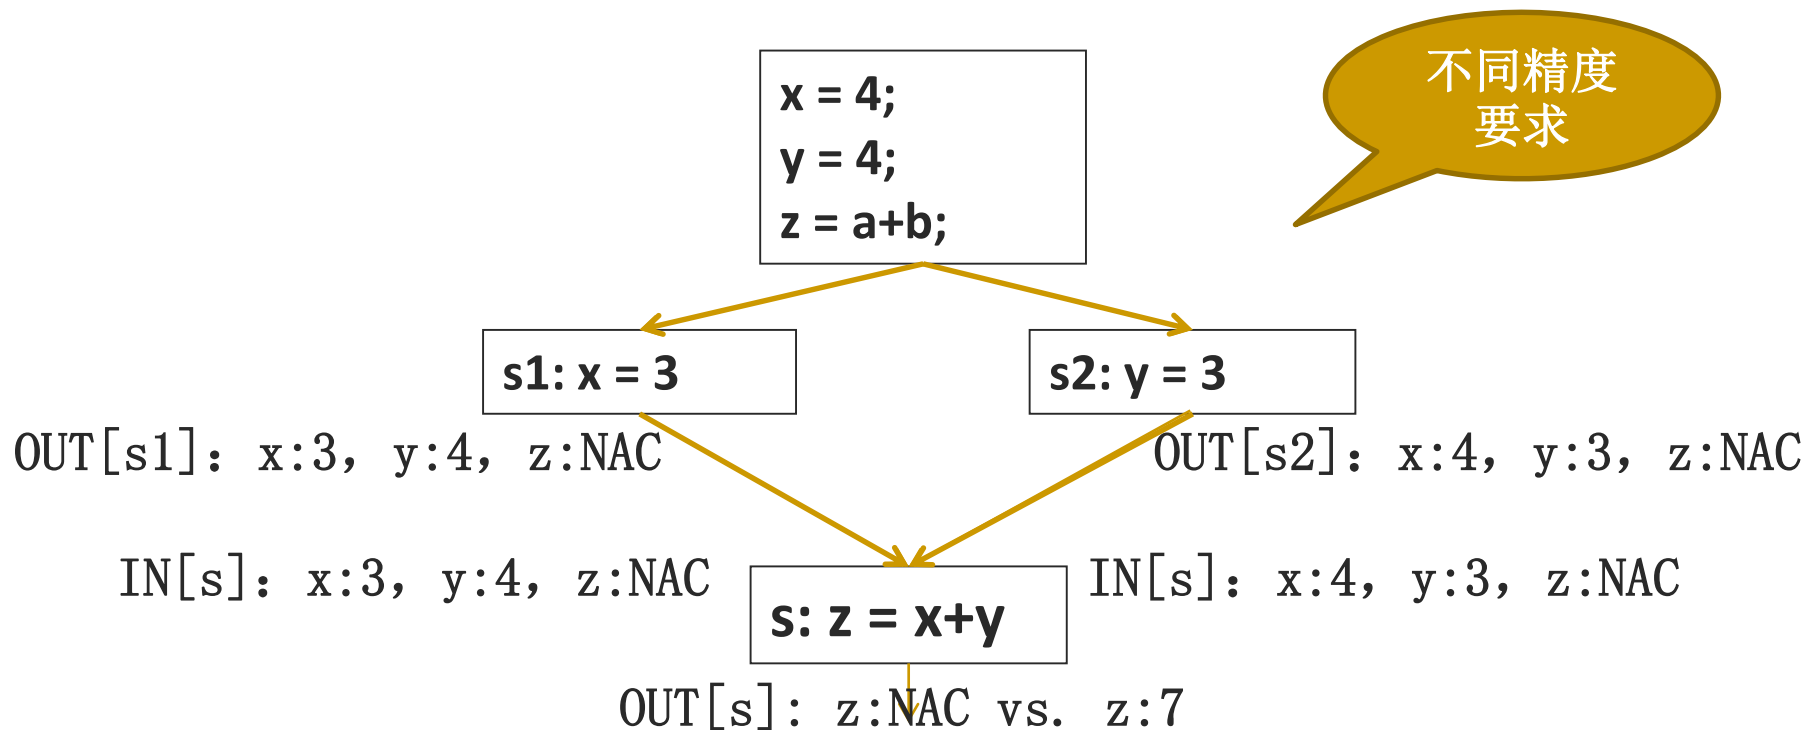 不同精度
要求
x = 4;
y = 4;
z = a+b;
s1: x = 3
s2: y = 3
OUT[s1]: x:3, y:4, z:NAC
OUT[s2]: x:4, y:3, z:NAC
IN[s]: x:3, y:4, z:NAC
IN[s]: x:4, y:3, z:NAC
s: z = x+y
OUT[s]: z:NAC vs. z:7